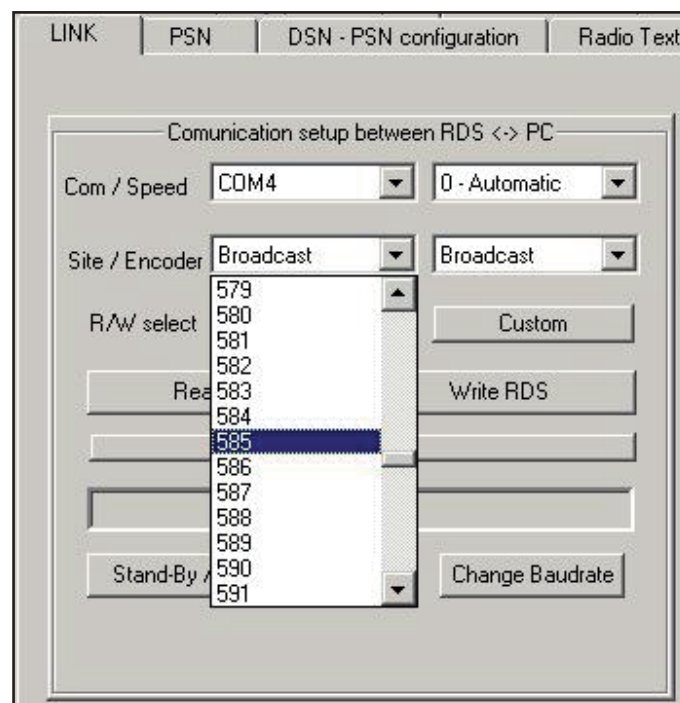 LINK PSN DSN - PSN configuration Radio Text
Comunication setup between RDS <-> PC
Com / Speed COM4 0 - Automatic
Site / Encoder Broadcast Broadcast
579
580
R/W select Custom
581
582
583
Write RDS
584
585
586
587
588
589
590
Stand-By / Change Baudrate
591